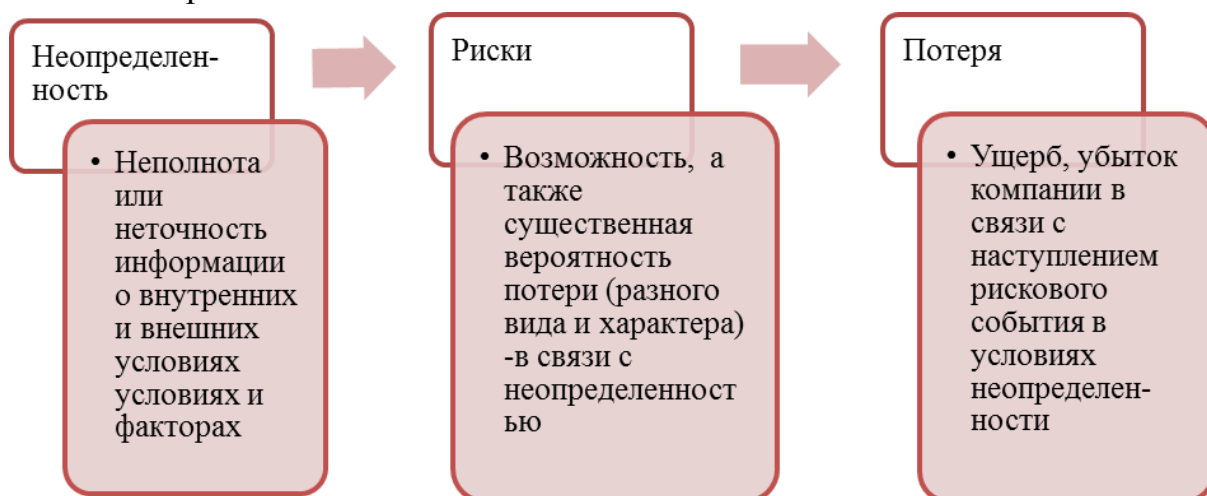 Неопределен-
ность
• Неполнота
или
неточность
информации
о внутренних
и внешних
условиях
условиях и
факторах
Риски
• Возможность, а
также
существенная
вероятность
потери (разного
вида и характера)
-в связи с
неопределенност
ью
Потеря
• Ущерб, убыток
компании в
связи с
наступлением
рискового
события в
условиях
неопределен-
ности